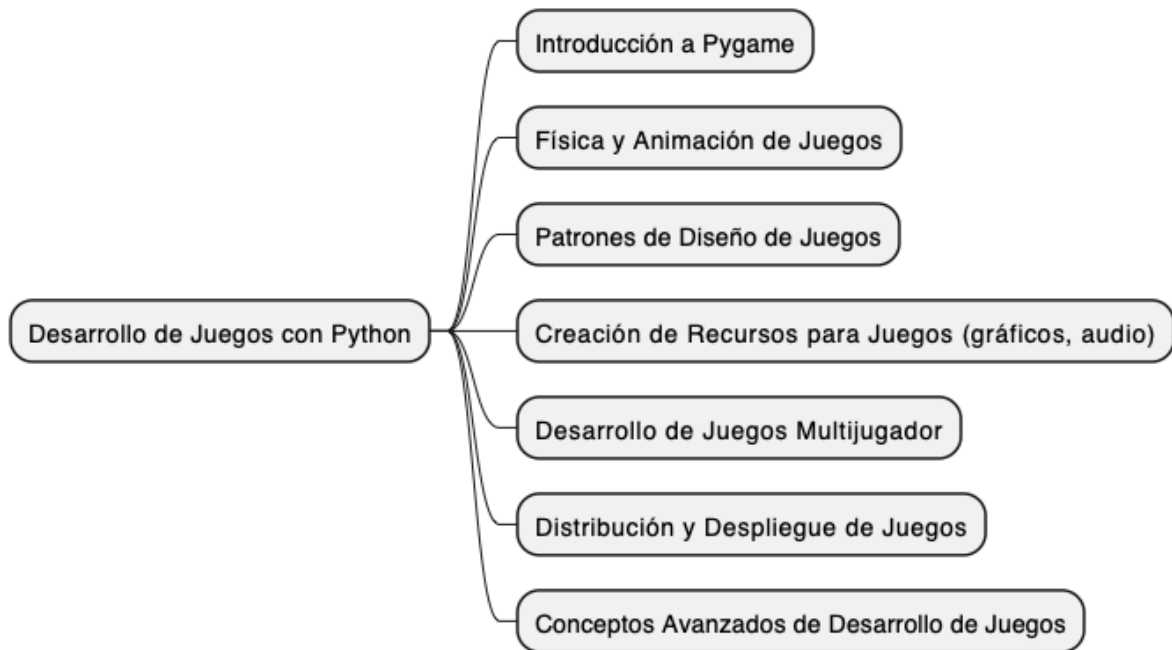 Introducción a Pygame
Física y Animación de Juegos
Patrones de Diseño de Juegos
Desarrollo de Juegos con Python
Creación de Recursos para Juegos (gráficos, audio)
Desarrollo de Juegos Multijugador
Distribución y Despliegue de Juegos
Conceptos Avanzados de Desarrollo de Juegos